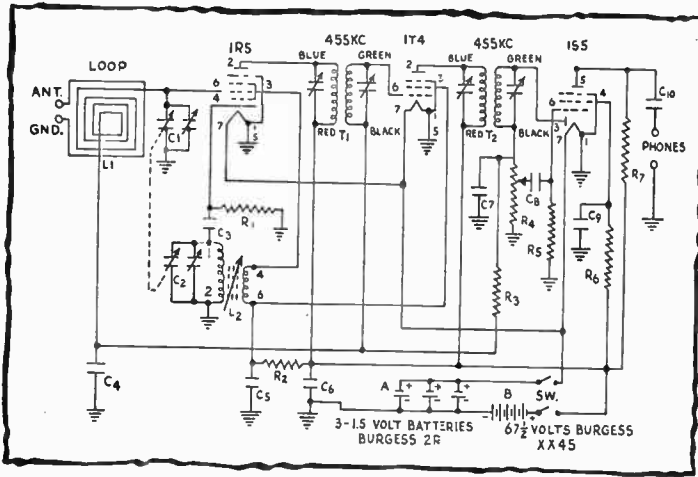 LOOP
ANT.
GND.
L1
C1
1R5
2
6
4
7
3
5
455KC
BLUE
GREEN
RED T1
BLACK
1T4
2
6
7
3
5
455KC
BLUE
GREEN
RED T2
BLACK
1S5
5
6
3
7
4
1
C10
PHONES
R7
C7
C8
R4
R5
C9
R6
R3
R1
C3
1
C2
2
L2
4
6
C4
R2
C5
C6
A
+ + +
- - -
B
- +
SW.
3-1.5 VOLT BATTERIES
BURGESS 2R
67 1/2 VOLTS BURGESS
XX45